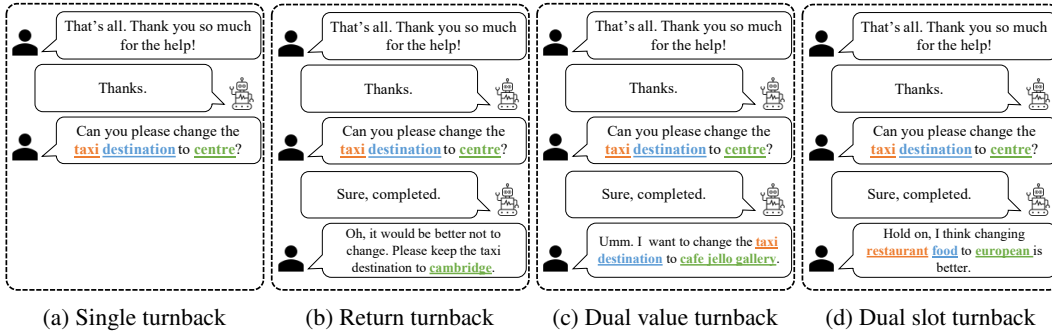 That's all. Thank you so much
for the help!
Thanks.
Can you please change the
taxi destination to centre?
(a) Single turnback
That's all. Thank you so much
for the help!
Thanks.
Can you please change the
taxi destination to centre?
Sure, completed.
Oh, it would be better not to
change. Please keep the taxi
destination to cambridge.
(b) Return turnback
That's all. Thank you so much
for the help!
Thanks.
Can you please change the
taxi destination to centre?
Sure, completed.
Umm. I want to change the taxi
destination to cafe jello gallery.
(c) Dual value turnback
That's all. Thank you so much
for the help!
Thanks.
Can you please change the
taxi destination to centre?
Sure, completed.
Hold on, I think changing
restaurant food to european is
better.
(d) Dual slot turnback